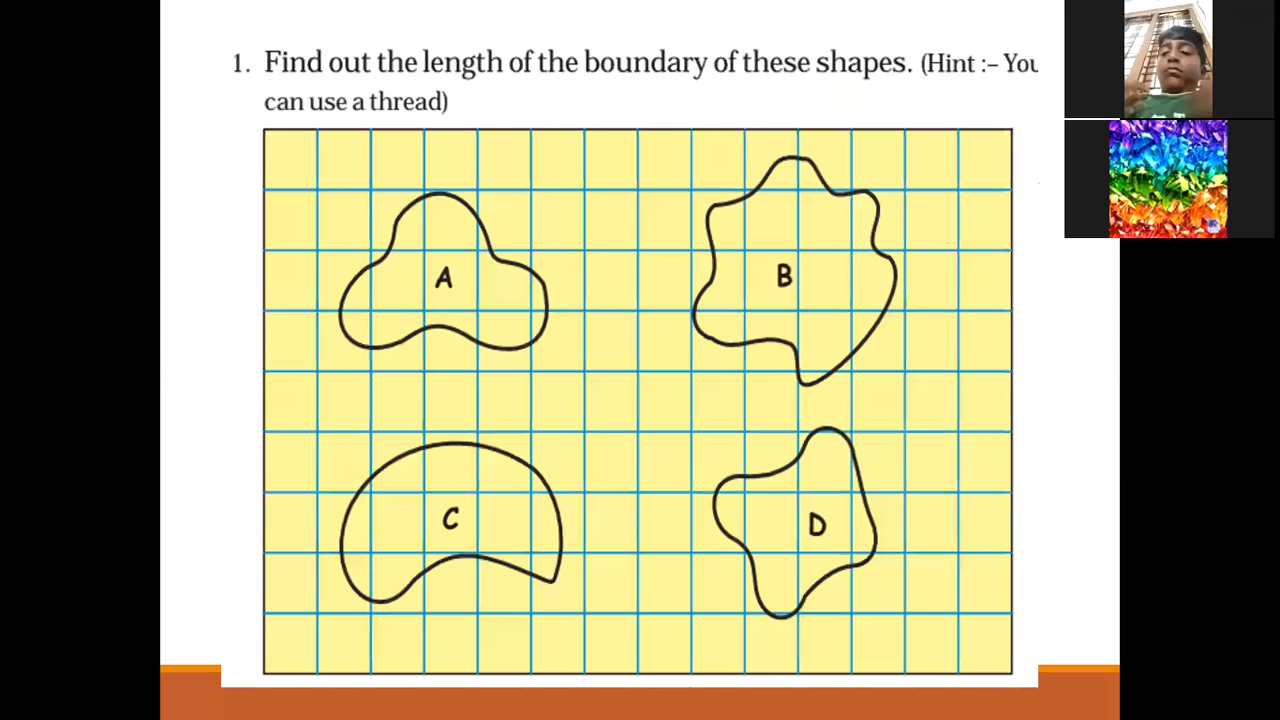 1. Find out the length of the boundary of these shapes. (Hint :– You
can use a thread)
A
B
C
D